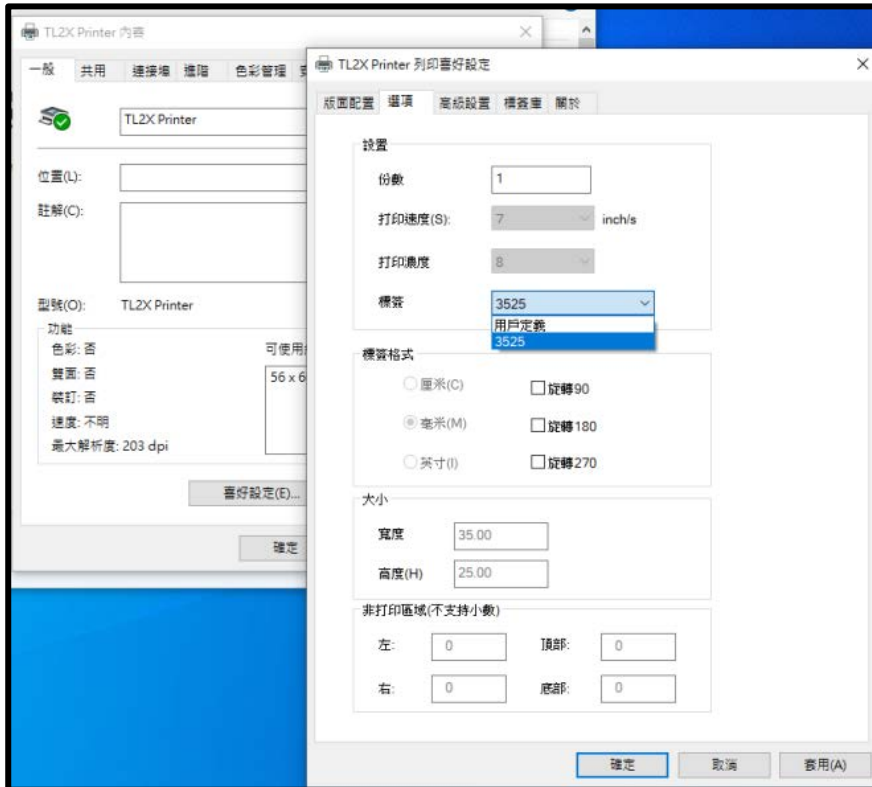 TL2X Printer 內容
一般 共用 連接埠 進階 色彩管理
TL2X Printer
位置(L):
註解(C):
型號(O): TL2X Printer
功能
色彩: 否
雙面: 否
裝訂: 否
速度: 不明
最大解析度: 203 dpi
可使用
56 x 6
喜好設定(E)...
確定
TL2X Printer 列印喜好設定
版面配置 選項 高級設置 標簽庫 關於
設置
份數 1
打印速度(S): 7 inch/s
打印濃度 8
標簽 3525
用戶定義
3525
標簽格式
厘米(C) 旋轉90
毫米(M) 旋轉180
英寸(I) 旋轉270
大小
寬度 35.00
高度(H) 25.00
非打印區域(不支持小數)
左: 0 頂部: 0
右: 0 底部: 0
確定 取消 套用(A)